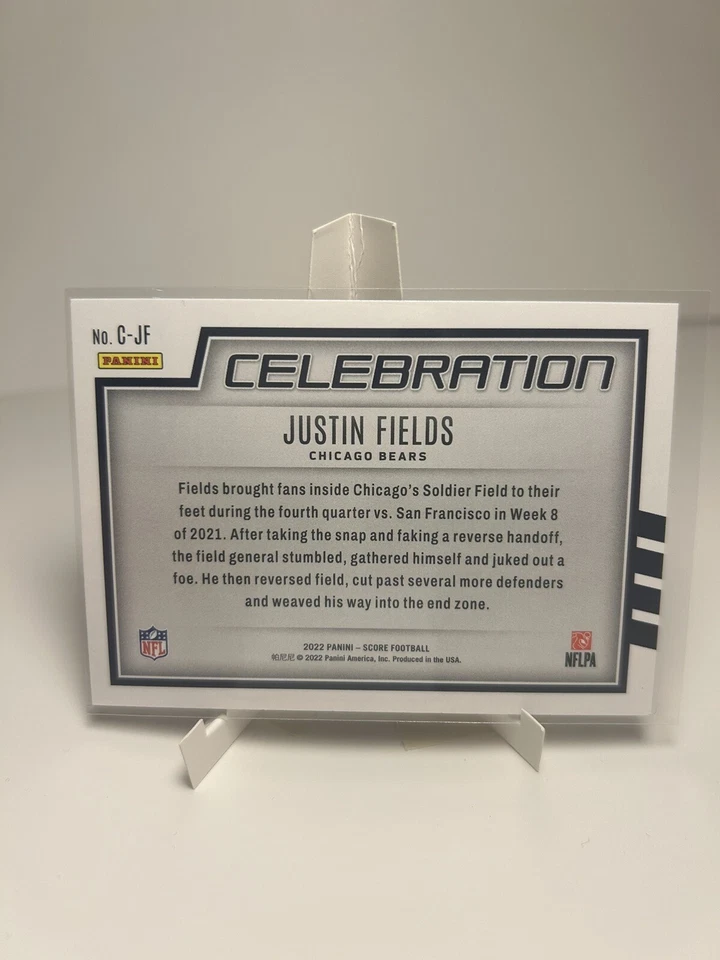 No. C-JF
PANINI
CELEBRATION
JUSTIN FIELDS
CHICAGO BEARS
Fields brought fans inside Chicago's Soldier Field to their
feet during the fourth quarter vs. San Francisco in Week 8
of 2021. After taking the snap and faking a reverse handoff,
the field general stumbled, gathered himself and juked out a
foe. He then reversed field, cut past several more defenders
and weaved his way into the end zone.
NFL
2022 PANINI – SCORE FOOTBALL
帕尼尼 © 2022 Panini America, Inc. Produced in the USA.
NFLPA